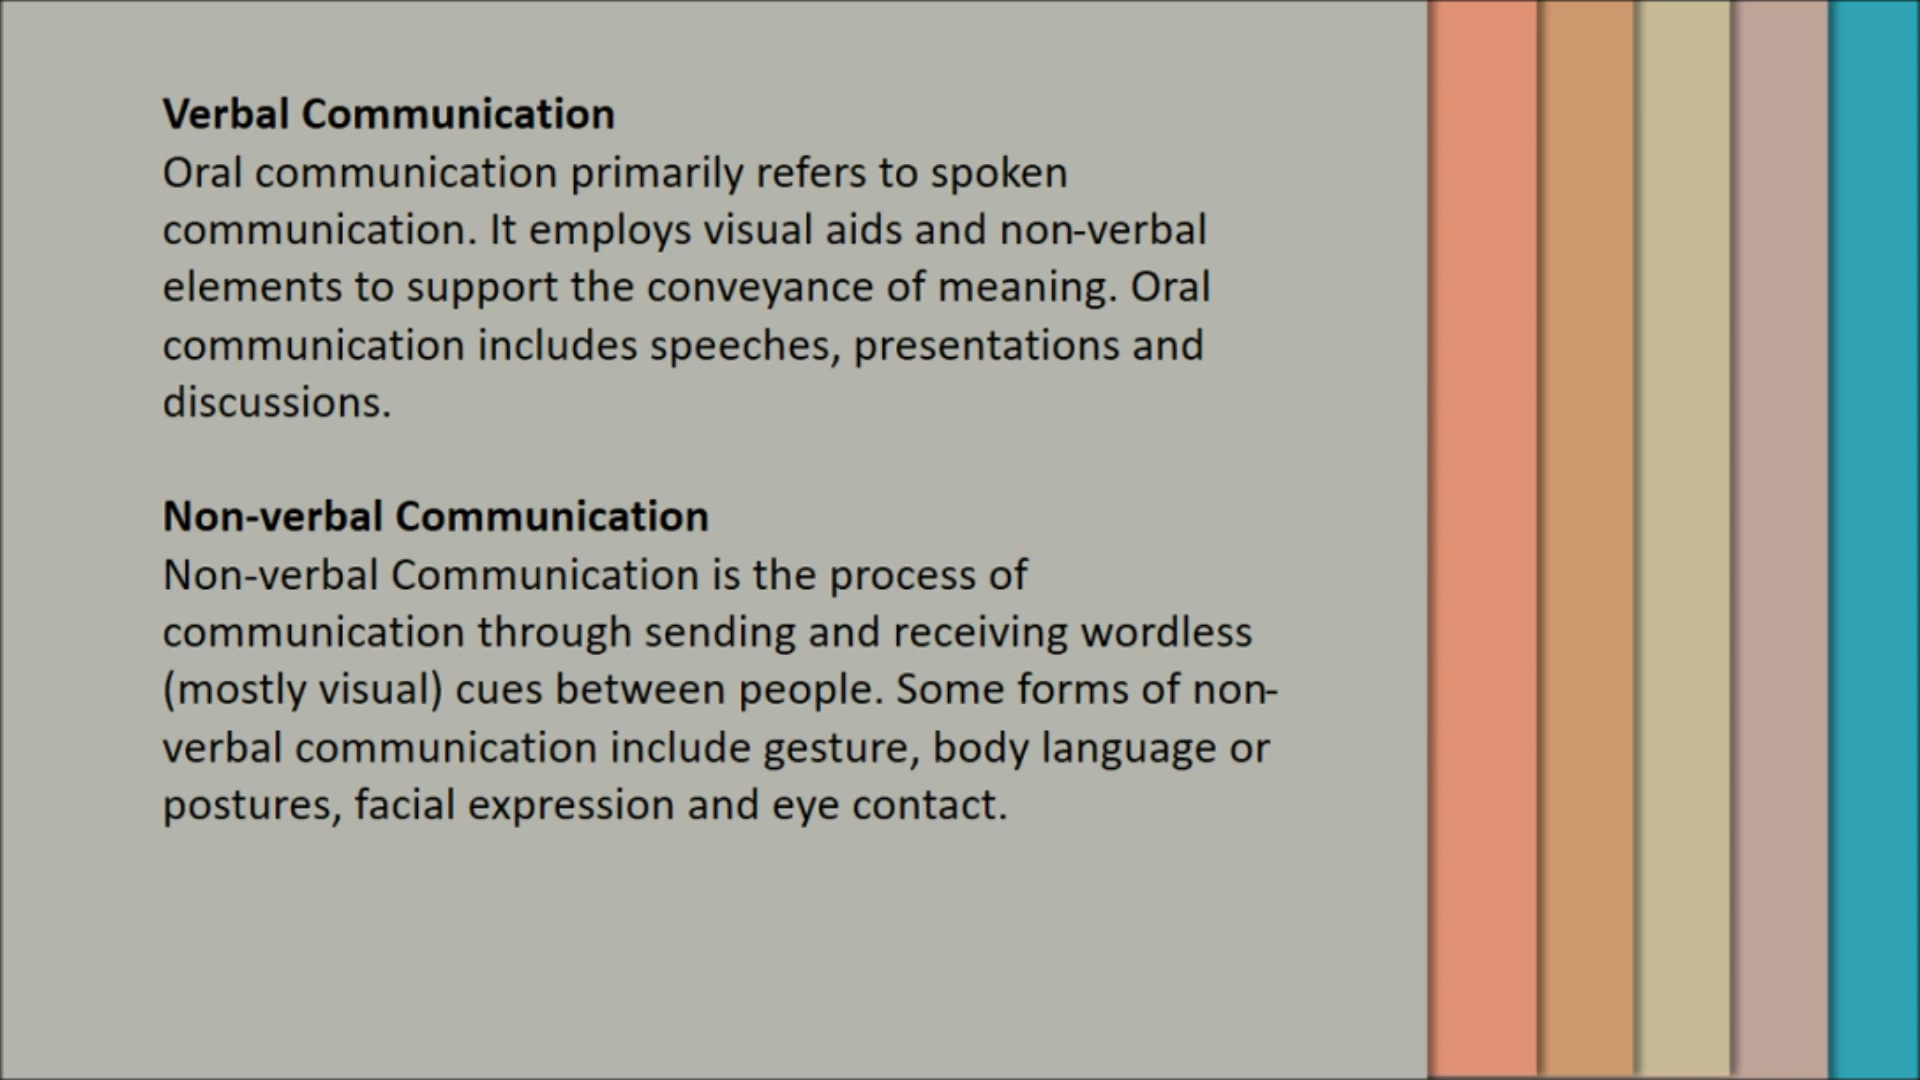 Verbal Communication
Oral communication primarily refers to spoken
communication. It employs visual aids and non-verbal
elements to support the conveyance of meaning. Oral
communication includes speeches, presentations and
discussions.
Non-verbal Communication
Non-verbal Communication is the process of
communication through sending and receiving wordless
(mostly visual) cues between people. Some forms of non-
verbal communication include gesture, body language or
postures, facial expression and eye contact.